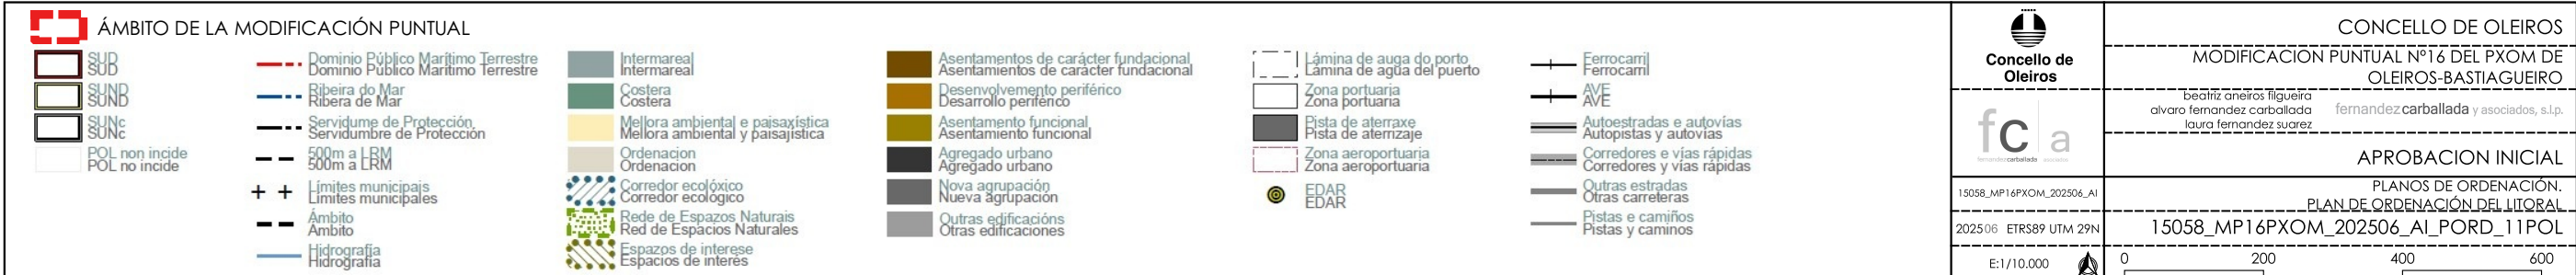 ÁMBITO DE LA MODIFICACIÓN PUNTUAL
SUD
SUD
SUND
SUND
SUNc
SUNc
POL non incide
POL no incide
Dominio Público Marítimo Terrestre
Dominio Público Marítimo Terrestre
Ribeira do Mar
Ribera de Mar
Servidume de Protección
Servidumbre de Protección
500m a LRM
500m a LRM
Límites municipais
Límites municipales
Ámbito
Ámbito
Hidrografía
Hidrografía
Intermareal
Intermareal
Costera
Costera
Mellora ambiental e paisaxística
Mellora ambiental y paisajística
Ordenacion
Ordenacion
Corredor ecolóxico
Corredor ecológico
Rede de Espazos Naturais
Red de Espacios Naturales
Espazos de interese
Espacios de interés
Asentamentos de carácter fundacional
Asentamientos de carácter fundacional
Desenvolvemento periférico
Desarrollo periférico
Asentamento funcional
Asentamiento funcional
Agregado urbano
Agregado urbano
Nova agrupación
Nueva agrupación
Outras edificacións
Otras edificaciones
Lámina de auga do porto
Lámina de agua del puerto
Zona portuaria
Zona portuaria
Pista de aterraxe
Pista de aterrizaje
Zona aeroportuaria
Zona aeroportuaria
EDAR
EDAR
Ferrocarril
Ferrocarril
AVE
AVE
Autoestradas e autovías
Autopistas y autovías
Corredores e vías rápidas
Corredores y vías rápidas
Outras estradas
Otras carreteras
Pistas e camiños
Pistas y caminos
Concello de
Oleiros
fc a
fernandezcarballada asociados
15058_MP16PXOM_202506_AI
202506 ETRS89 UTM 29N
E:1/10.000
CONCELLO DE OLEIROS
MODIFICACION PUNTUAL Nº16 DEL PXOM DE
OLEIROS-BASTIAGUEIRO
beatriz aneiros filgueira
alvaro fernandez carballada
laura fernandez suarez
fernandezcarballada y asociados, s.l.p.
APROBACION INICIAL
PLANOS DE ORDENACIÓN.
PLAN DE ORDENACIÓN DEL LITORAL
15058_MP16PXOM_202506_AI_PORD_11POL
0 200 400 600